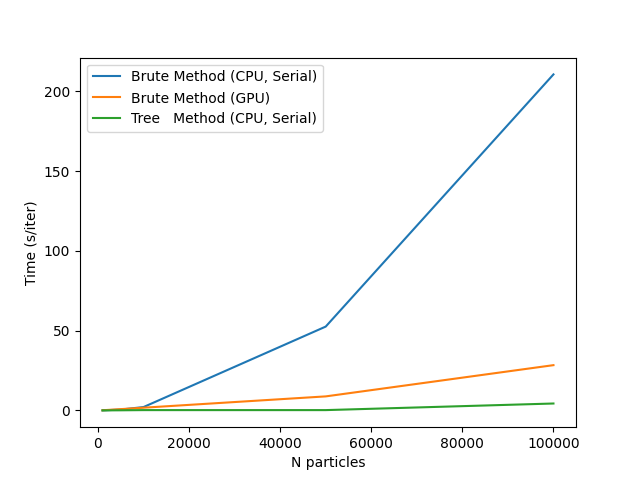 Brute Method (CPU, Serial)
Brute Method (GPU)
Tree   Method (CPU, Serial)
200
150
100
50
0
Time (s/iter)
0 20000 40000 60000 80000 100000
N particles